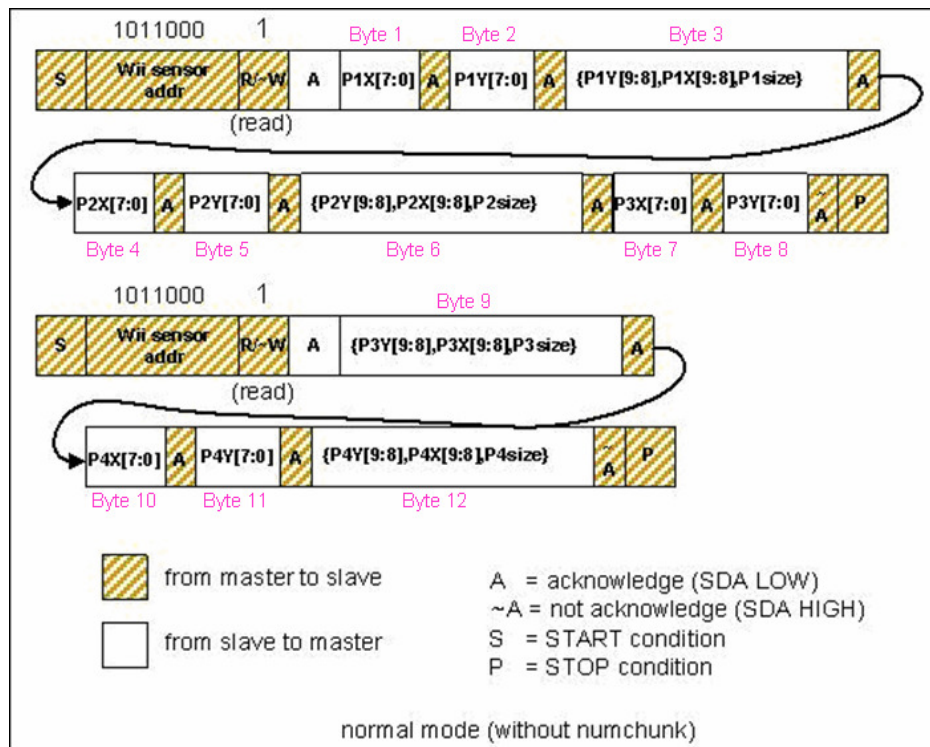 1011000 1 Byte 1 Byte 2 Byte 3
S Wii sensor addr R/~W A P1X[7:0] A P1Y[7:0] A {P1Y[9:8],P1X[9:8],P1size} A
(read)
P2X[7:0] A P2Y[7:0] A {P2Y[9:8],P2X[9:8],P2size} A P3X[7:0] A P3Y[7:0] ~A P
Byte 4 Byte 5 Byte 6 Byte 7 Byte 8
1011000 1 Byte 9
S Wii sensor addr R/~W A {P3Y[9:8],P3X[9:8],P3size} A
(read)
P4X[7:0] A P4Y[7:0] A {P4Y[9:8],P4X[9:8],P4size} ~A P
Byte 10 Byte 11 Byte 12
from master to slave
from slave to master
A = acknowledge (SDA LOW)
~A = not acknowledge (SDA HIGH)
S = START condition
P = STOP condition
normal mode (without numchunk)